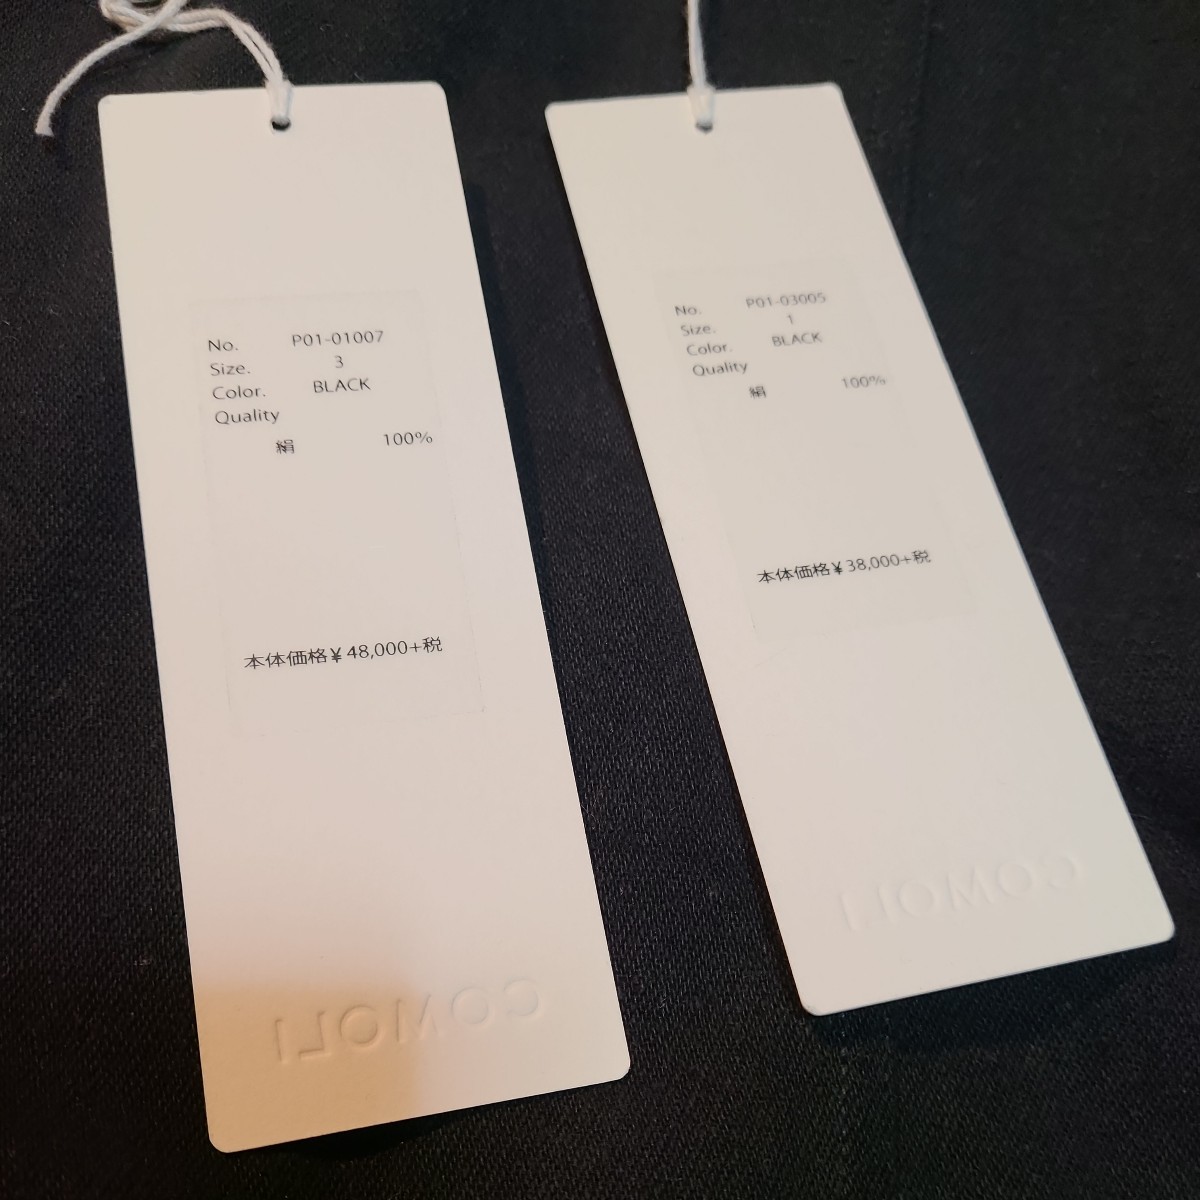 No. P01-01007
Size. 3
Color. BLACK
Quality
絹 100%
本体価格¥48,000+税
COMOLI
No. P01-03005
Size. 1
Color. BLACK
Quality
絹 100%
本体価格¥38,000+税
COMOLI